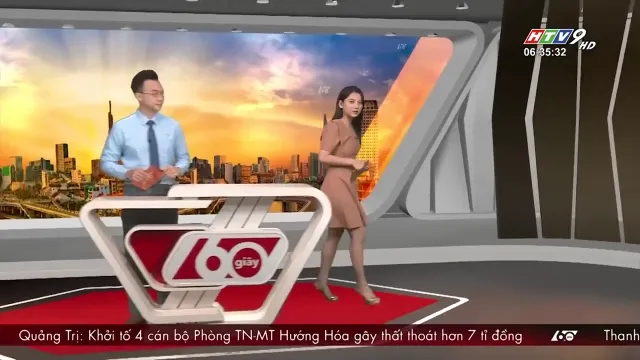 HTV9 HD
06:35:32
60 giây
Quảng Trị: Khởi tố 4 cán bộ Phòng TN-MT Hướng Hóa gây thất thoát hơn 7 tỉ đồng 60 Thanh